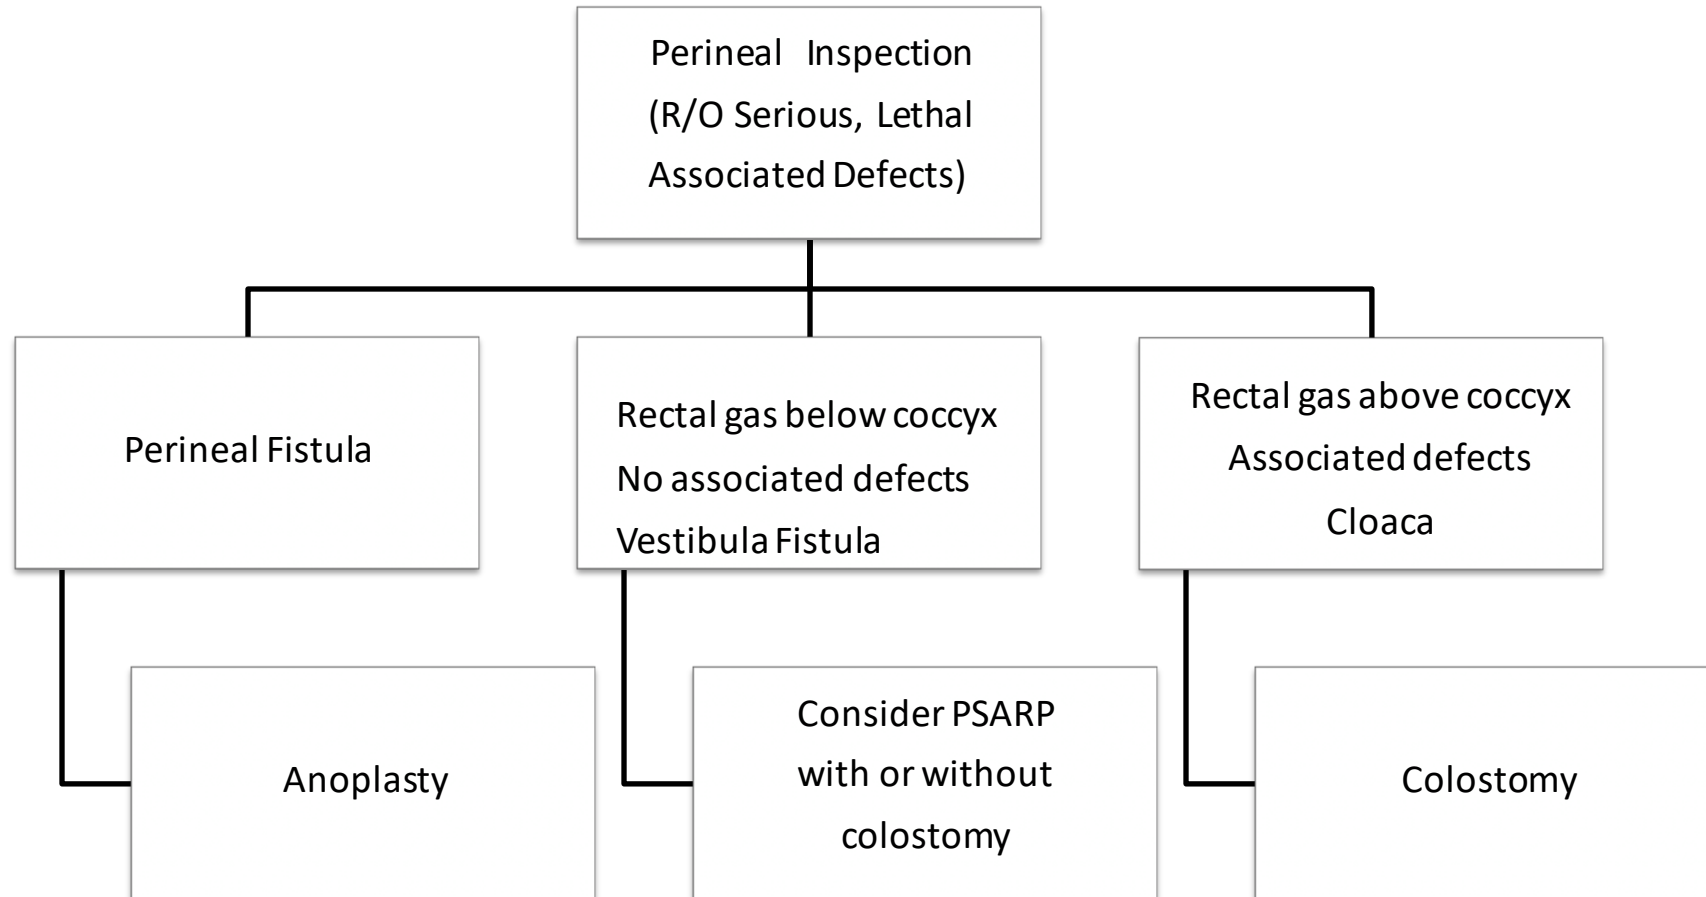 Perineal Inspection
(R/O Serious, Lethal
Associated Defects)
Perineal Fistula
Rectal gas below coccyx
No associated defects
Vestibula Fistula
Rectal gas above coccyx
Associated defects
Cloaca
Anoplasty
Consider PSARP
with or without
colostomy
Colostomy